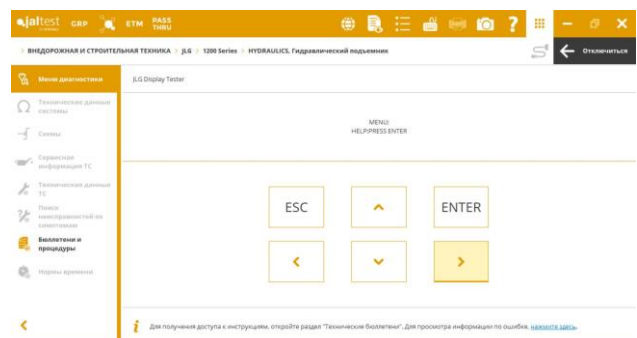 jaltest GRP ETM PASS THRU
ВНЕДОРОЖНАЯ И СТРОИТЕЛЬНАЯ ТЕХНИКА > JLG > 1200 Series > HYDRAULICS, Гидравлический подъемник
Отключиться
Меню диагностики
JLG Display Tester
Технические данные системы
Схемы
Сервисная информация ТС
Технические данные ТС
Поиск неисправностей по симптомам
Бюллетени и процедуры
Нормы времени
MENU:
HELP:PRESS ENTER
ESC
ENTER
Для получения доступа к инструкциям, откройте раздел "Технические бюллетени". Для просмотра информации по ошибке, нажмите здесь.